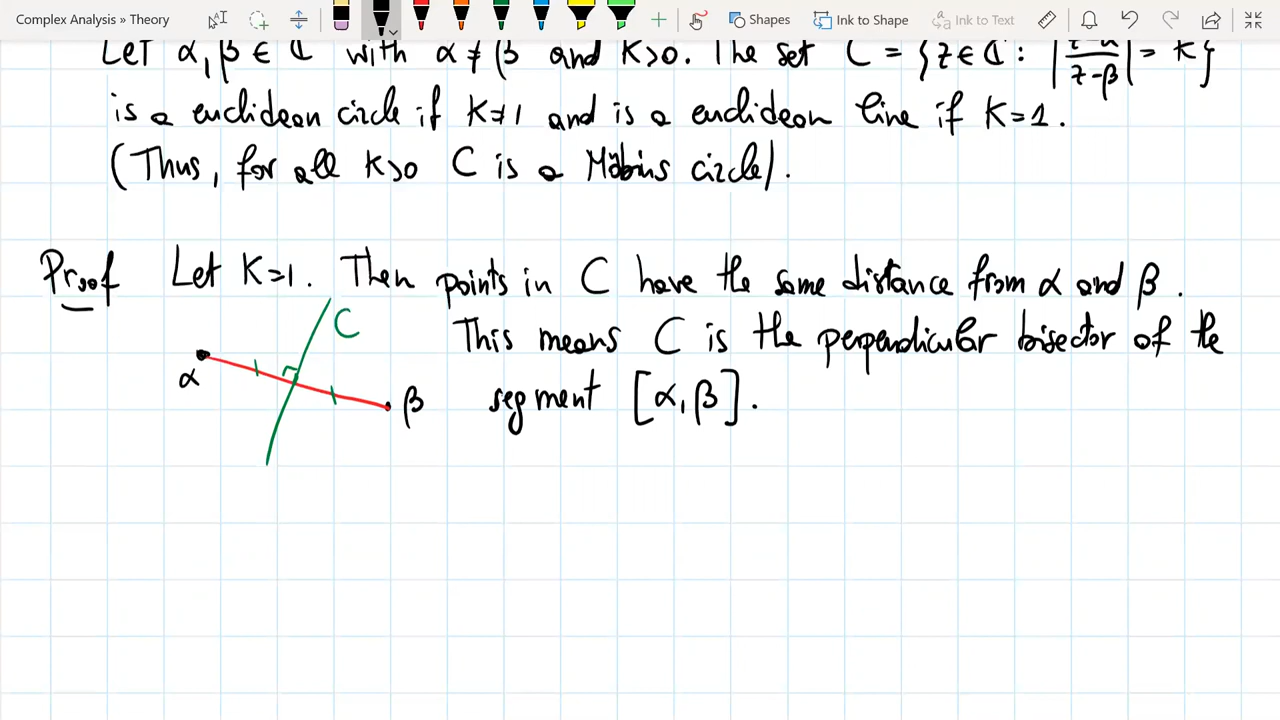 Complex Analysis » Theory
Shapes
Ink to Shape
Ink to Text
Let α, β ∈ ℂ with α ≠ β and K>0. The set C = {z ∈ ℂ : |z-α/z-β| = K}
is a euclidean circle if K≠1 and is a euclidean line if K=1.
(Thus, for all K>0 C is a Möbius circle).
Proof Let K=1. Then points in C have the same distance from α and β.
C
This means C is the perpendicular bisector of the
α
β
segment [α, β].